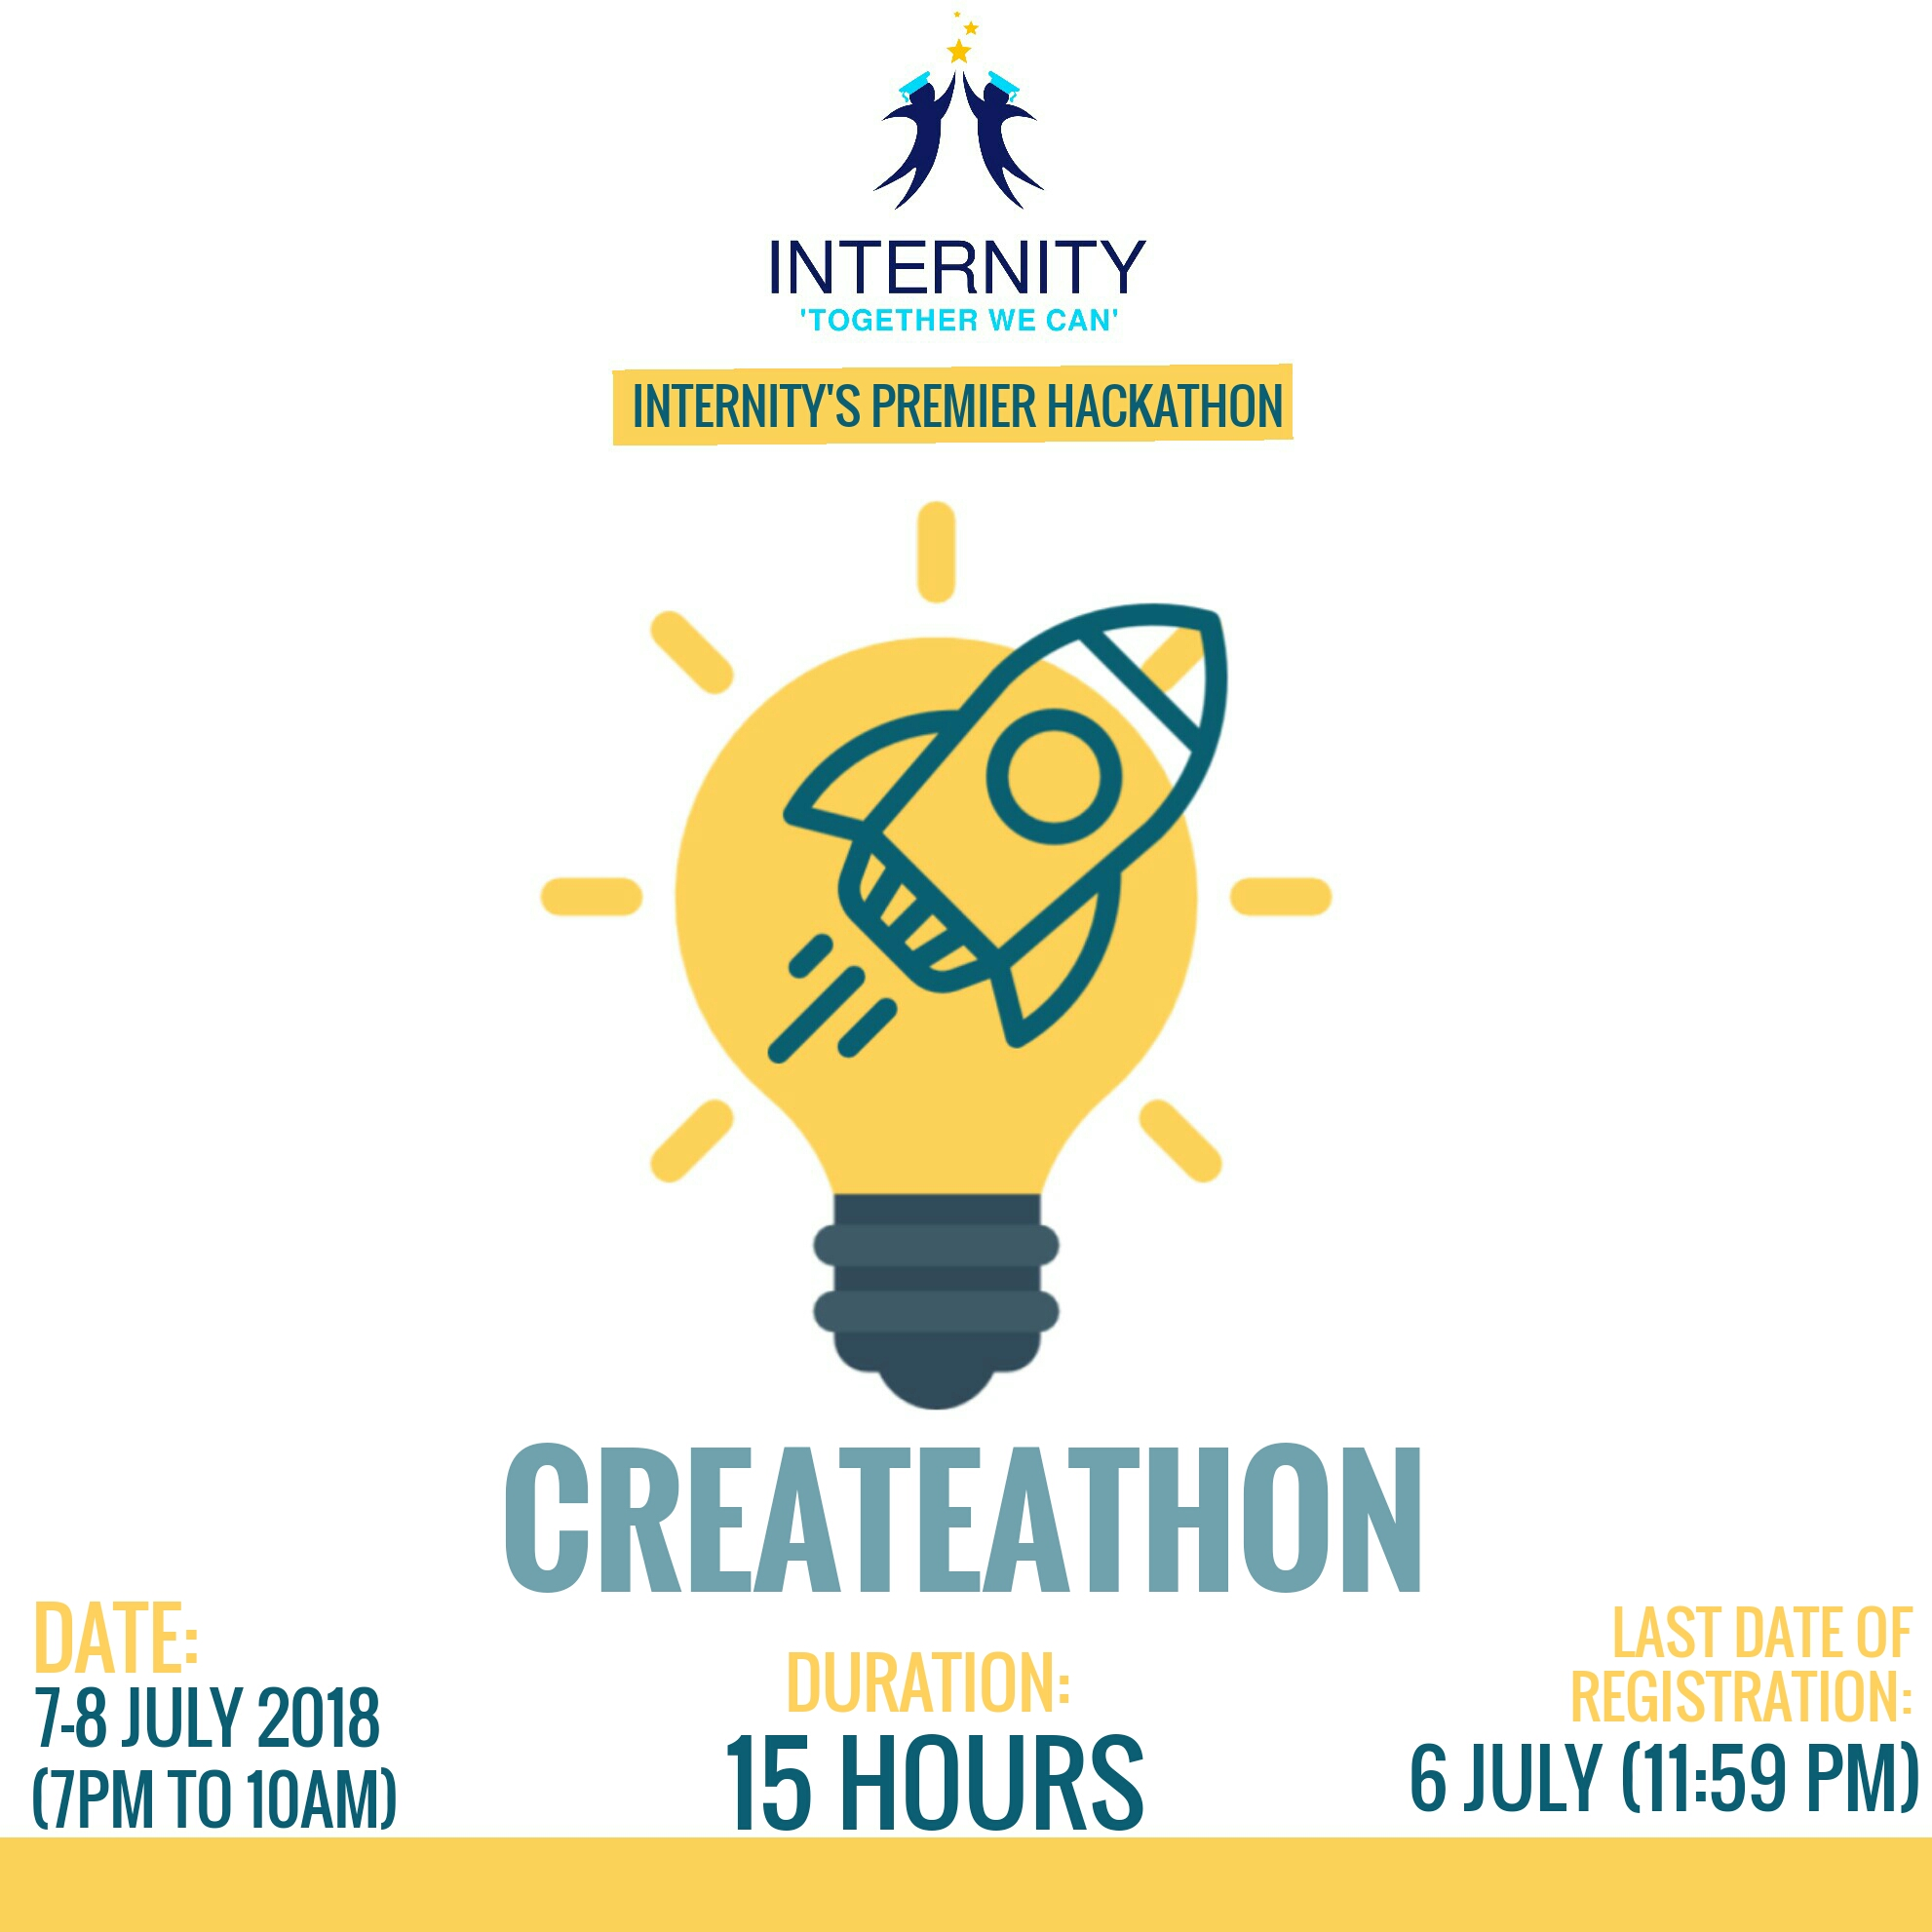 INTERNITY
'TOGETHER WE CAN'
INTERNITY'S PREMIER HACKATHON
CREATEATHON
DATE:
7-8 JULY 2018
(7PM TO 10AM)
DURATION:
15 HOURS
LAST DATE OF
REGISTRATION:
6 JULY (11:59 PM)